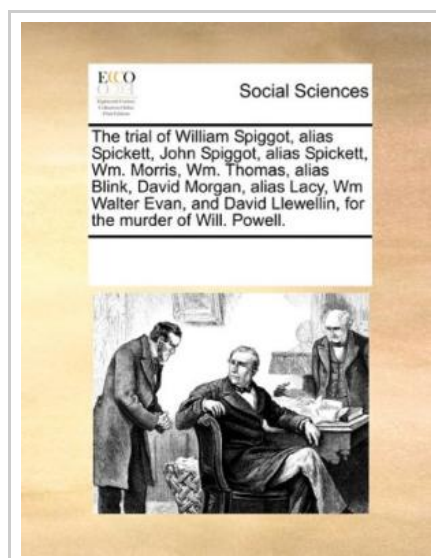 ECCO
Social Sciences
The trial of William Spiggot, alias
Spickett, John Spiggot, alias Spickett,
Wm. Morris, Wm. Thomas, alias
Blink, David Morgan, alias Lacy, Wm
Walter Evan, and David Llewellin, for
the murder of Will. Powell.